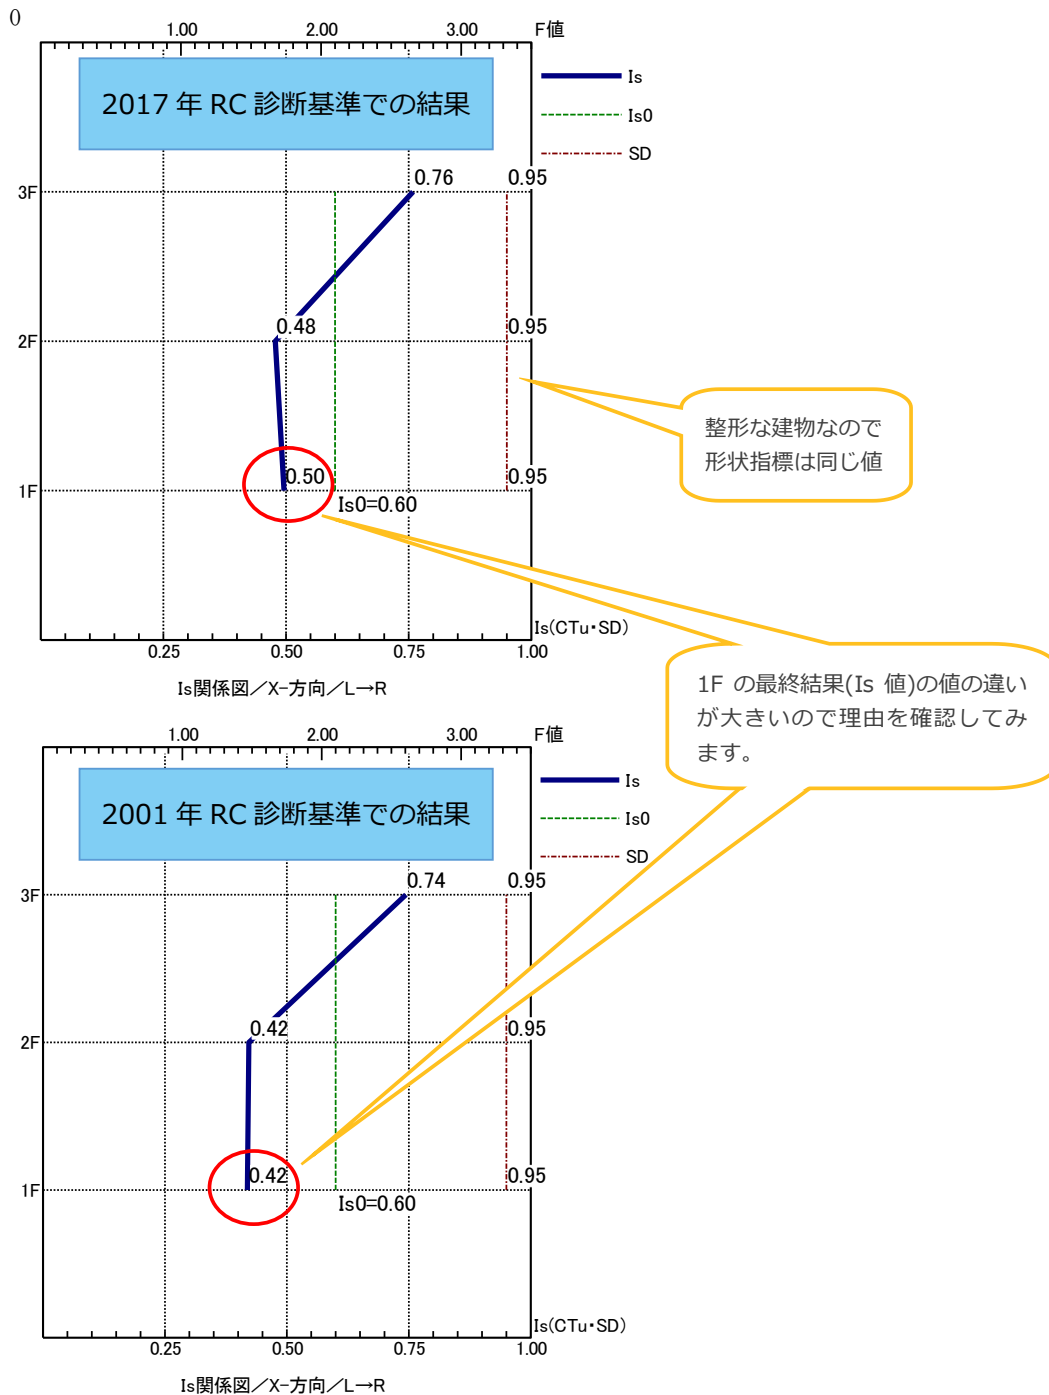 0
1.00 2.00 3.00 F値
2017 年 RC 診断基準での結果
Is
Is0
SD
0.76 0.95
3F
0.48 0.95
2F
整形な建物なので
形状指標は同じ値
0.50 0.95
1F
Is0=0.60
Is(CTu・SD)
0.25 0.50 0.75 1.00
Is関係図／X-方向／L→R
1F の最終結果(Is 値)の値の違い
が大きいので理由を確認してみ
ます。
1.00 2.00 3.00 F値
2001 年 RC 診断基準での結果
Is
Is0
SD
0.74 0.95
3F
0.42 0.95
2F
0.42 0.95
1F
Is0=0.60
Is(CTu・SD)
0.25 0.50 0.75 1.00
Is関係図／X-方向／L→R